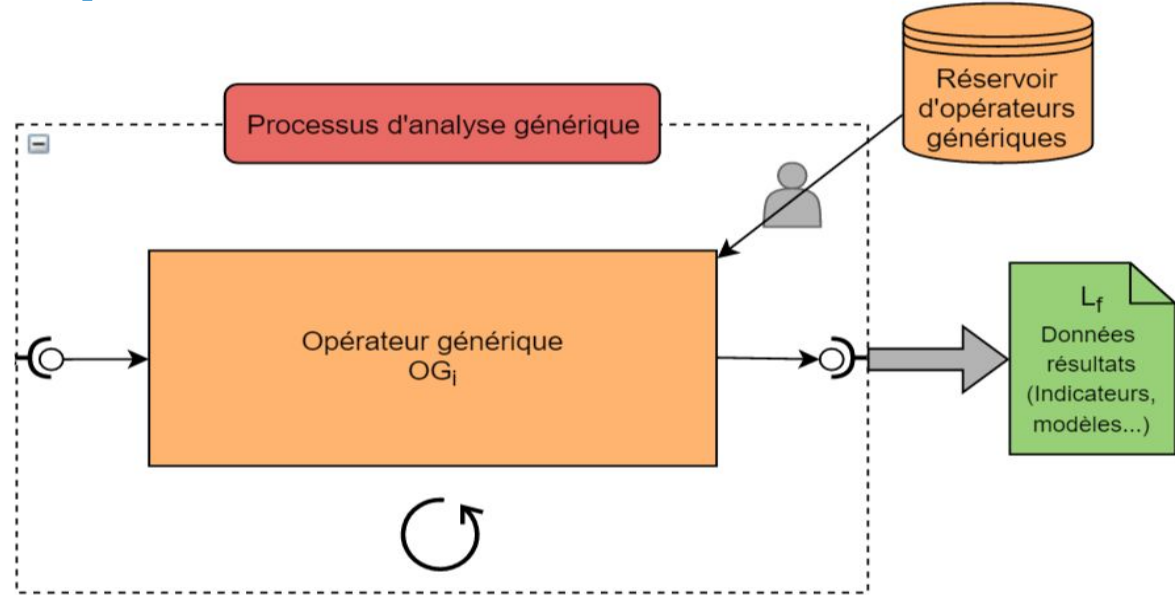 Processus d'analyse générique
Réservoir
d'opérateurs
génériques
Opérateur générique
OGi
Lf
Données
résultats
(Indicateurs,
modèles...)